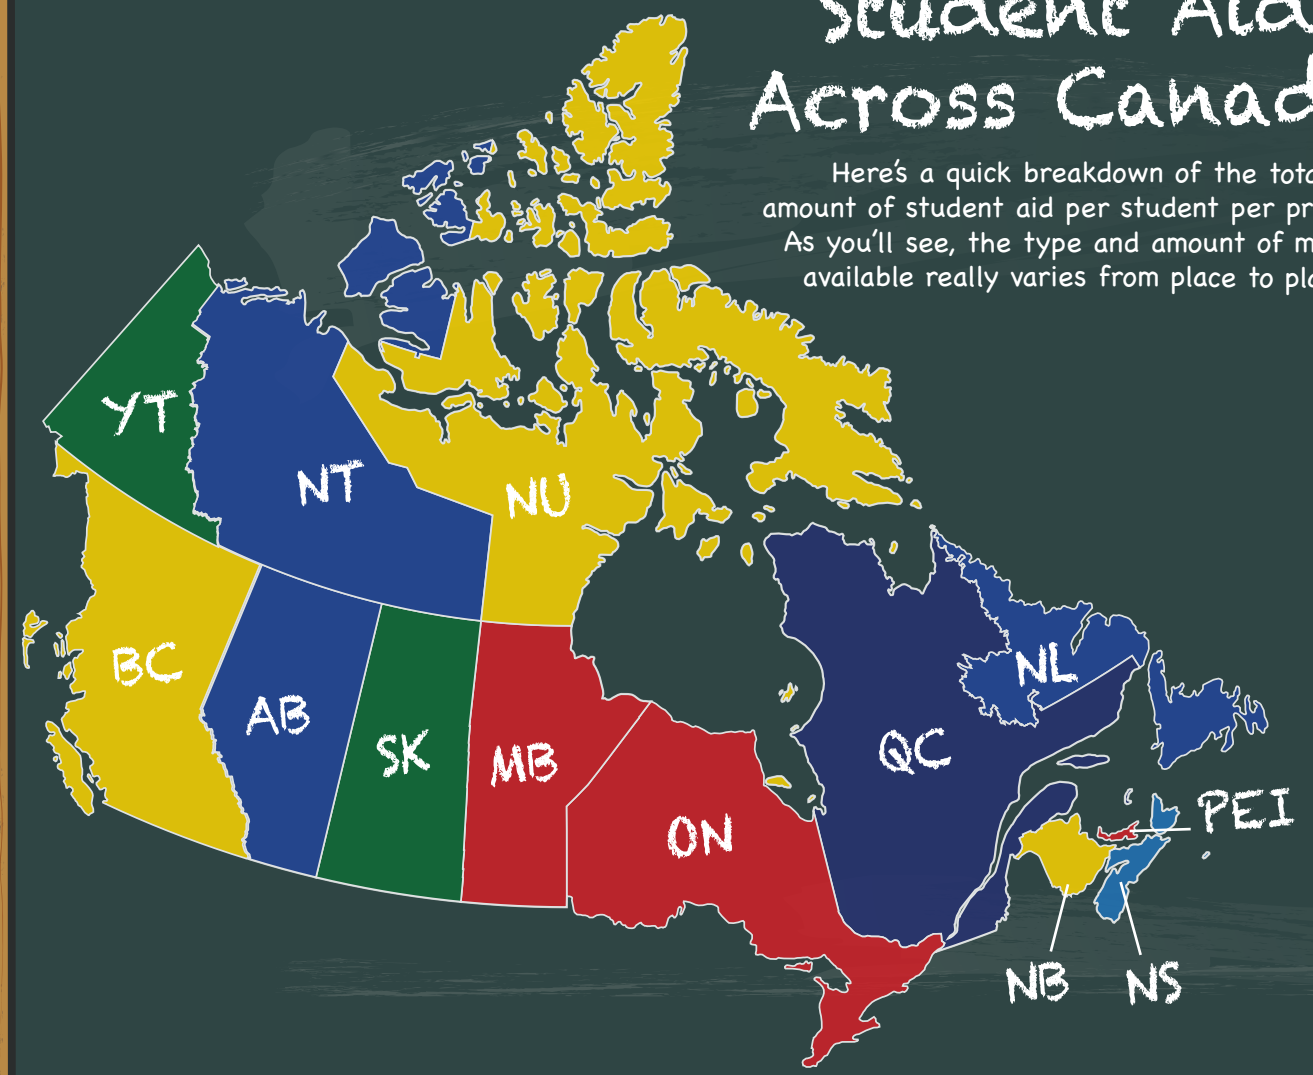 Student Aid
Across Canad
Here's a quick breakdown of the tota
amount of student aid per student per pr
As you'll see, the type and amount of m
available really varies from place to pla
YT
NT
NU
BC
AB
SK
MB
ON
QC
NL
PEI
NB
NS